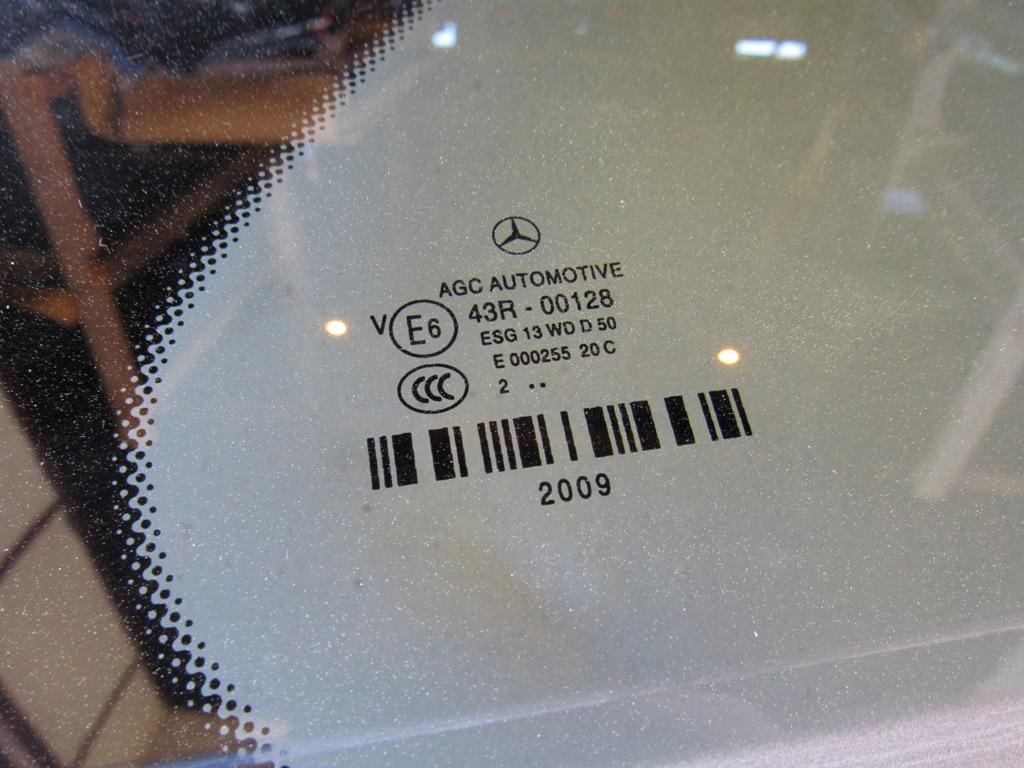 AGC AUTOMOTIVE
V E6 43R - 00128
ESG 13 WD D 50
E 000255 20 C
CCC 2 ..
2009